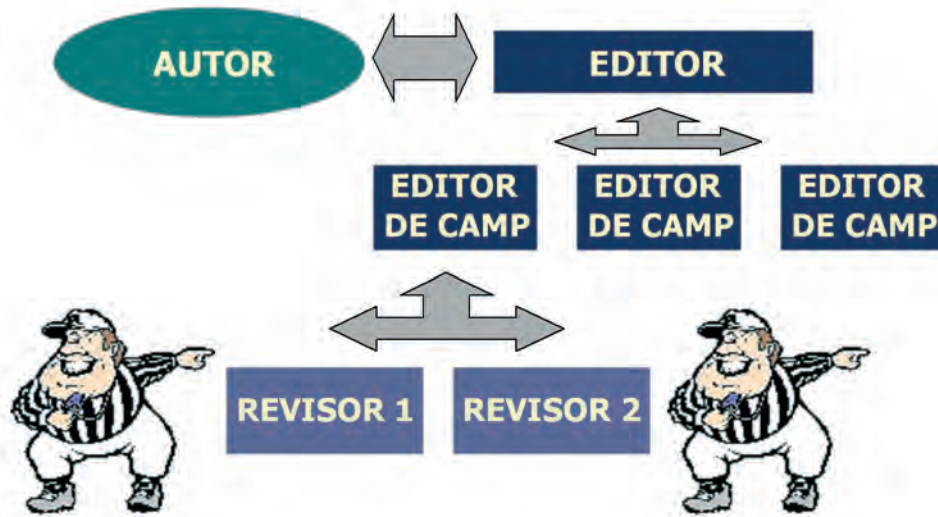 AUTOR
EDITOR
EDITOR
DE CAMP
EDITOR
DE CAMP
EDITOR
DE CAMP
REVISOR 1
REVISOR 2